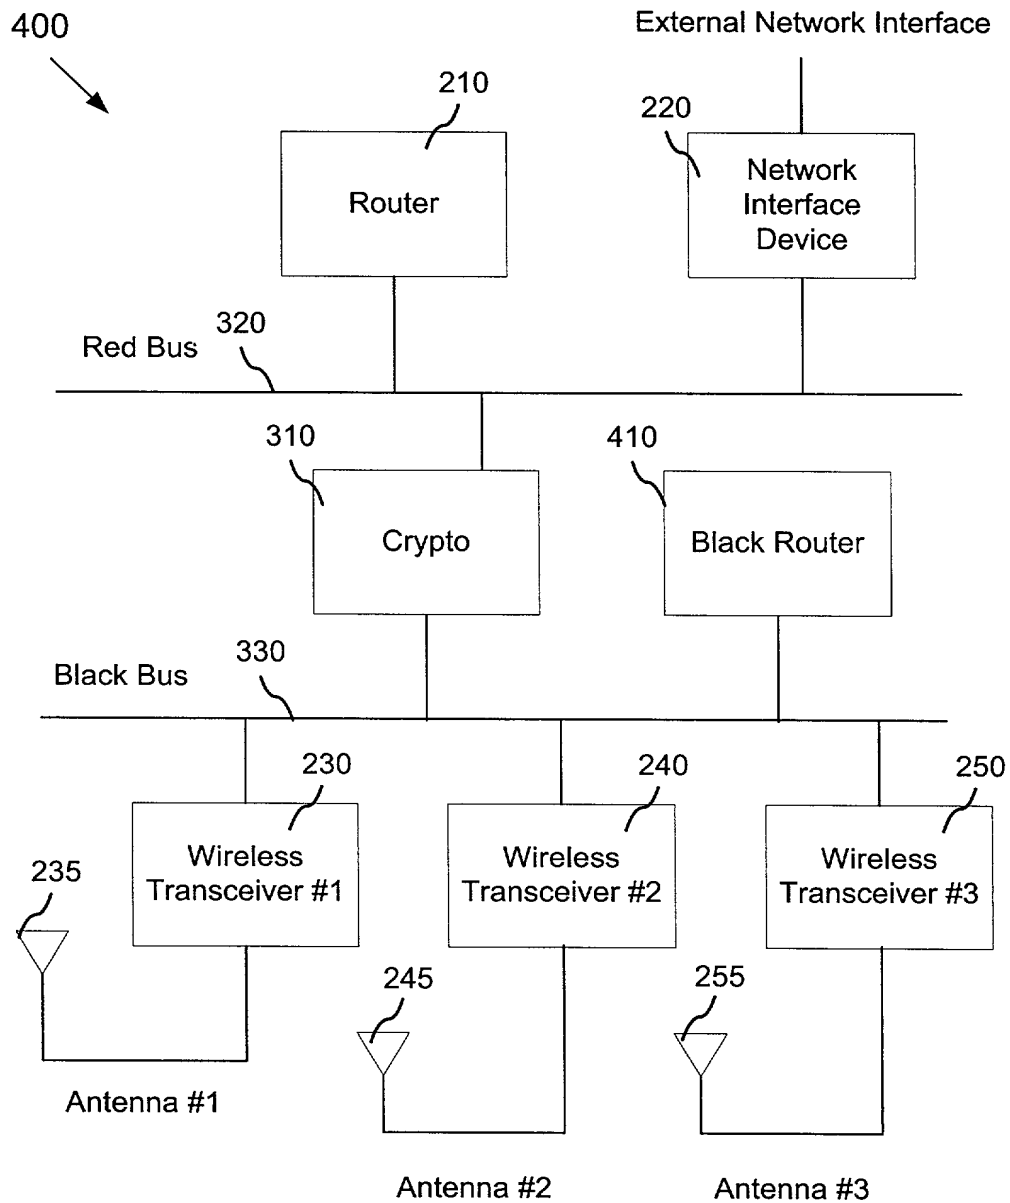 400
External Network Interface
210
220
Router
Network
Interface
Device
320
Red Bus
310
410
Crypto
Black Router
330
Black Bus
230
240
250
Wireless
Transceiver #1
Wireless
Transceiver #2
Wireless
Transceiver #3
235
245
255
Antenna #1
Antenna #2
Antenna #3